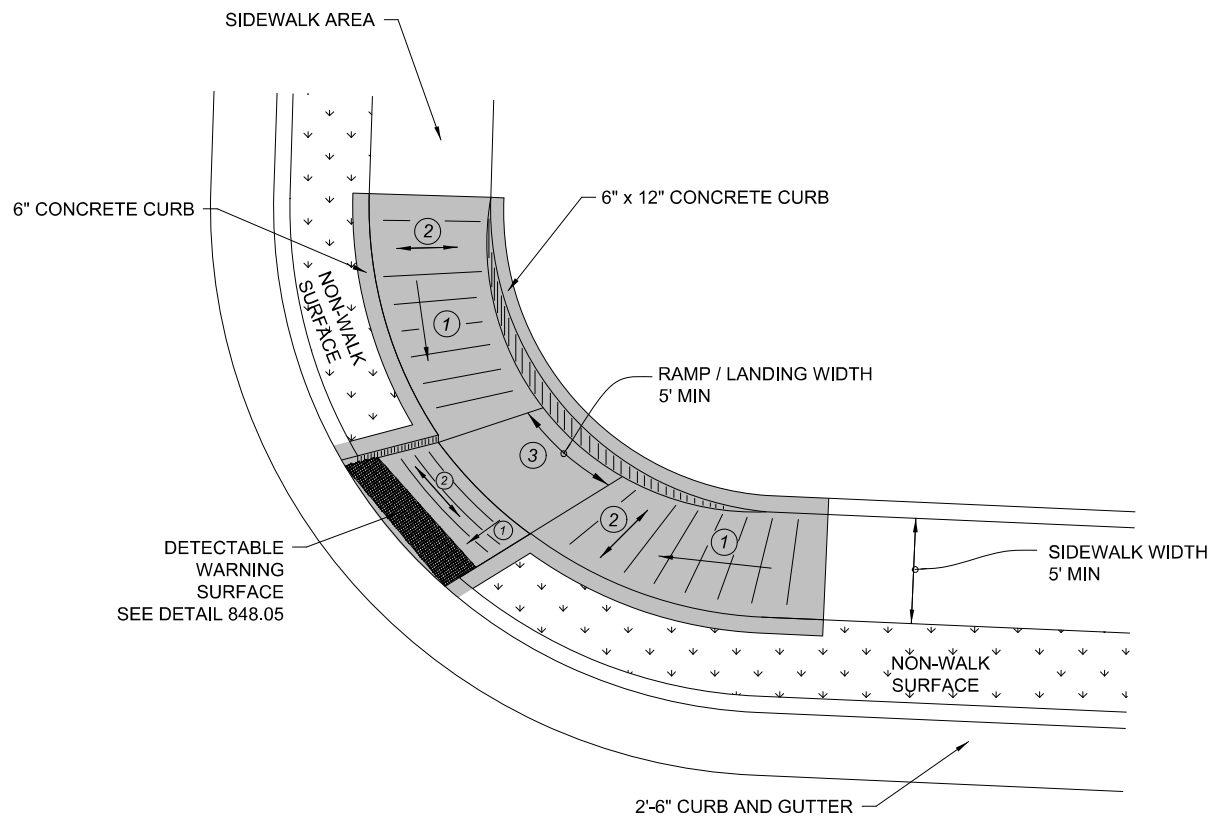 SIDEWALK AREA
6" CONCRETE CURB
6" x 12" CONCRETE CURB
2
NON-WALK
SURFACE
1
RAMP / LANDING WIDTH
5' MIN
3
2
1
2
1
DETECTABLE
WARNING
SURFACE
SEE DETAIL 848.05
SIDEWALK WIDTH
5' MIN
NON-WALK
SURFACE
2'-6" CURB AND GUTTER